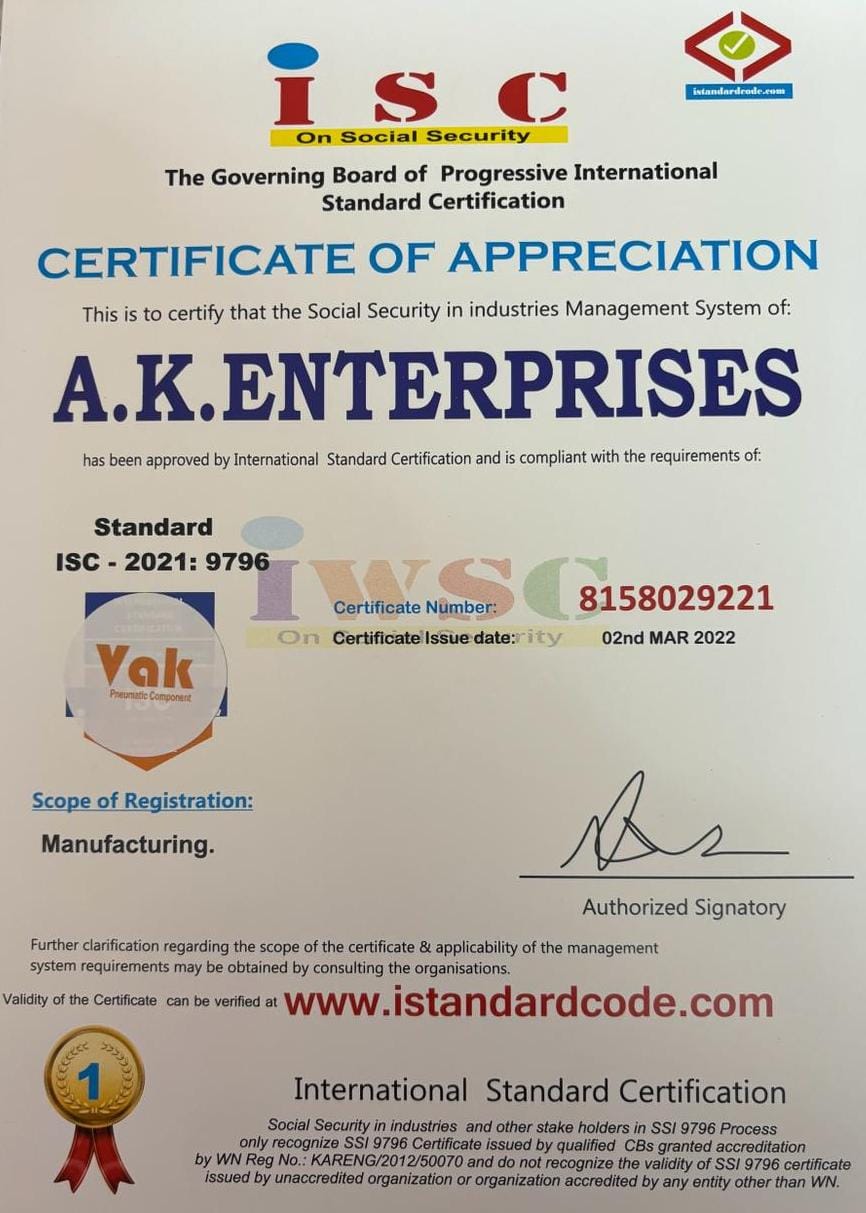 isc
On Social Security
istandardcode.com
The Governing Board of Progressive International
Standard Certification
CERTIFICATE OF APPRECIATION
This is to certify that the Social Security in industries Management System of:
A.K.ENTERPRISES
has been approved by International Standard Certification and is compliant with the requirements of:
Standard
ISC - 2021: 9796
iwsc
On Social Security
Certificate Number: 8158029221
Certificate Issue date: 02nd MAR 2022
Vak
Pneumatic Component
ISC
Scope of Registration:
Manufacturing.
Authorized Signatory
Further clarification regarding the scope of the certificate & applicability of the management
system requirements may be obtained by consulting the organisations.
Validity of the Certificate can be verified at www.istandardcode.com
1
International Standard Certification
Social Security in industries and other stake holders in SSI 9796 Process
only recognize SSI 9796 Certificate issued by qualified CBs granted accreditation
by WN Reg No.: KARENG/2012/50070 and do not recognize the validity of SSI 9796 certificate
issued by unaccredited organization or organization accredited by any entity other than WN.